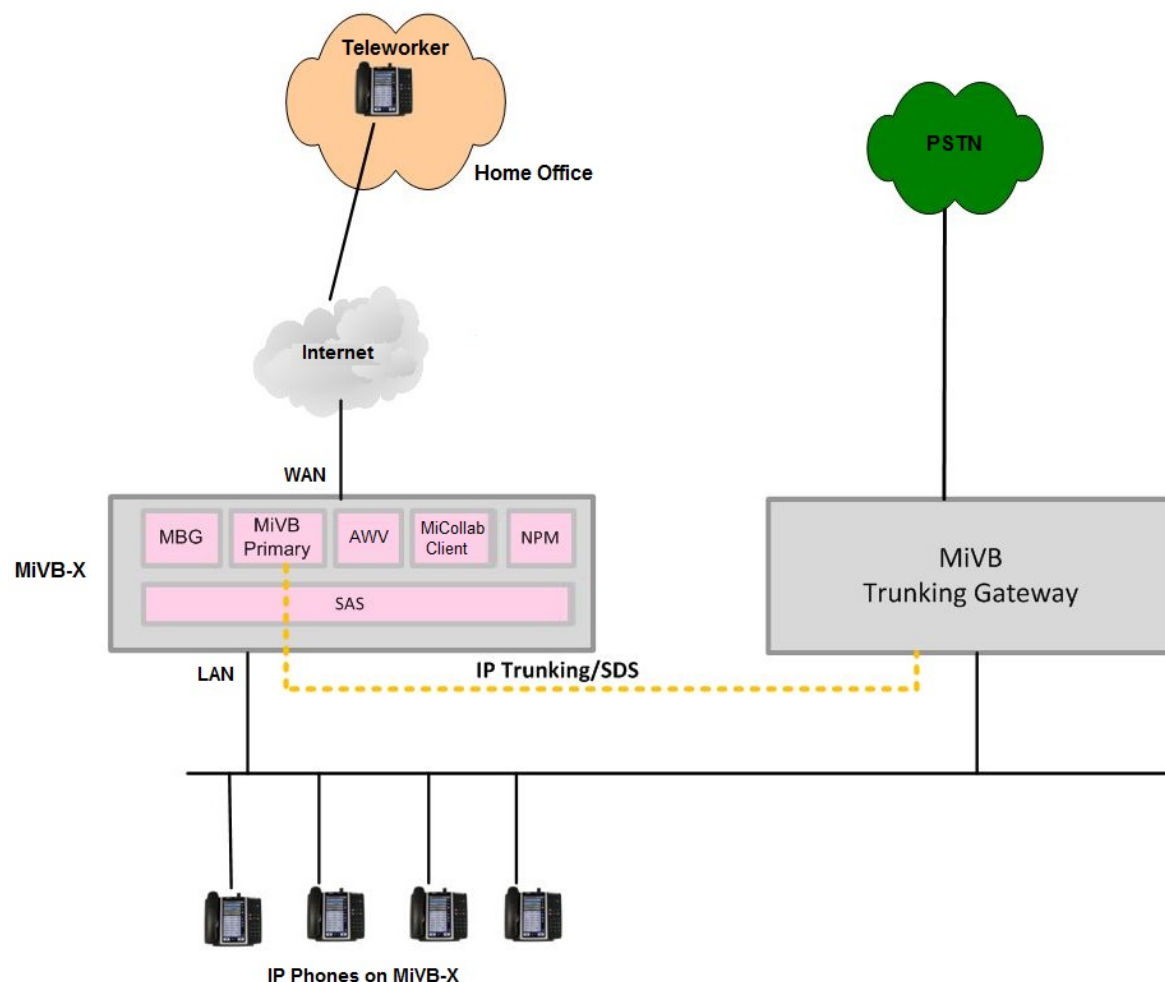 Teleworker
Home Office
PSTN
Internet
WAN
MBG
MiVB
Primary
AWV
MiCollab
Client
NPM
MiVB-X
SAS
MiVB
Trunking Gateway
LAN
IP Trunking/SDS
IP Phones on MiVB-X